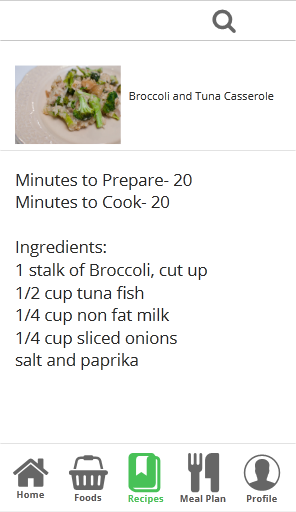 Broccoli and Tuna Casserole
Minutes to Prepare- 20
Minutes to Cook- 20
Ingredients:
1 stalk of Broccoli, cut up
1/2 cup tuna fish
1/4 cup non fat milk
1/4 cup sliced onions
salt and paprika
Home
Foods
Recipes
Meal Plan
Profile